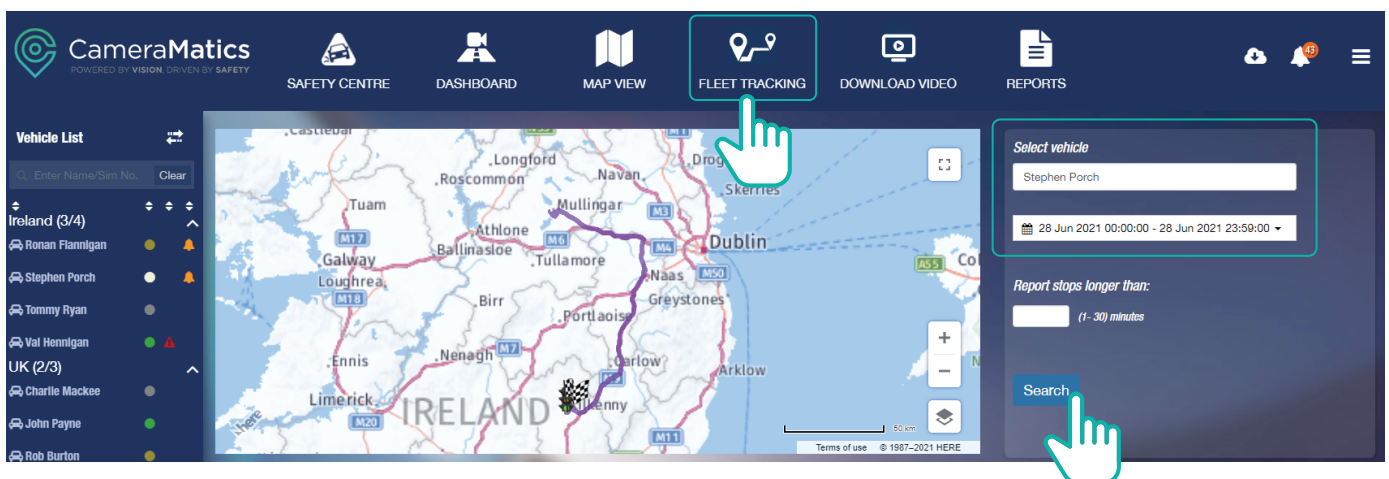 CameraMatics
POWERED BY VISION, DRIVEN BY SAFETY
SAFETY CENTRE
DASHBOARD
MAP VIEW
FLEET TRACKING
DOWNLOAD VIDEO
REPORTS
43
Vehicle List
Enter Name/Sim No.
Clear
Ireland (3/4)
Ronan Flannigan
Stephen Porch
Tommy Ryan
Val Hennigan
UK (2/3)
Charlie Mackee
John Payne
Rob Burton
Castlebar
Longford
Roscommon
Navan
Drog
Skerries
Tuam
Mullingar
M1
M3
Athlone
M17
M6
M4
Dublin
Galway
Ballinasloe
Tullamore
A55
Col
Loughrea
Naas
M50
M18
Birr
Greystones
Portlaoise
Ennis
Nenagh
M7
Carlow
Arklow
N
Limerick
IRELAND
Kilkenny
M20
M11
here
50 km
Terms of use © 1987–2021 HERE
Select vehicle
Stephen Porch
28 Jun 2021 00:00:00 - 28 Jun 2021 23:59:00
Report stops longer than:
(1- 30) minutes
Search